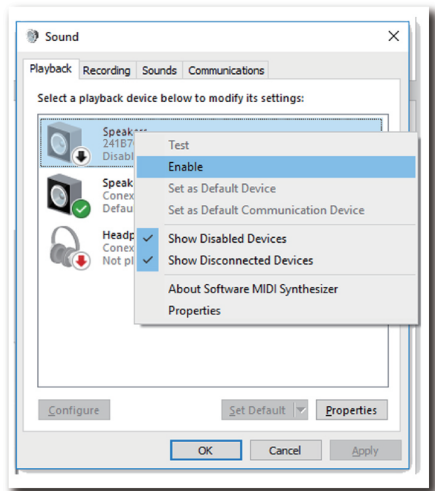 Sound
Playback Recording Sounds Communications
Select a playback device below to modify its settings:
Speakers
241B7
Disabl
Test
Enable
Set as Default Device
Set as Default Communication Device
Speak
Conex
Defau
Show Disabled Devices
Show Disconnected Devices
Headp
Conex
Not pl
About Software MIDI Synthesizer
Properties
Configure Set Default Properties
OK Cancel Apply